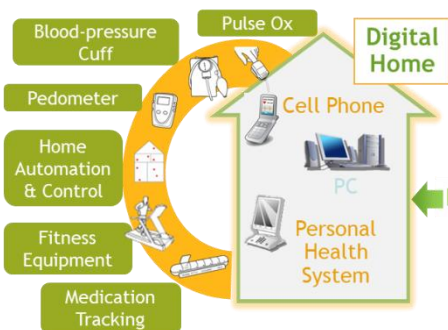 Pulse Ox
Blood-pressure
Cuff
Pedometer
Home
Automation
& Control
Fitness
Equipment
Medication
Tracking
Digital
Home
Cell Phone
PC
Personal
Health
System